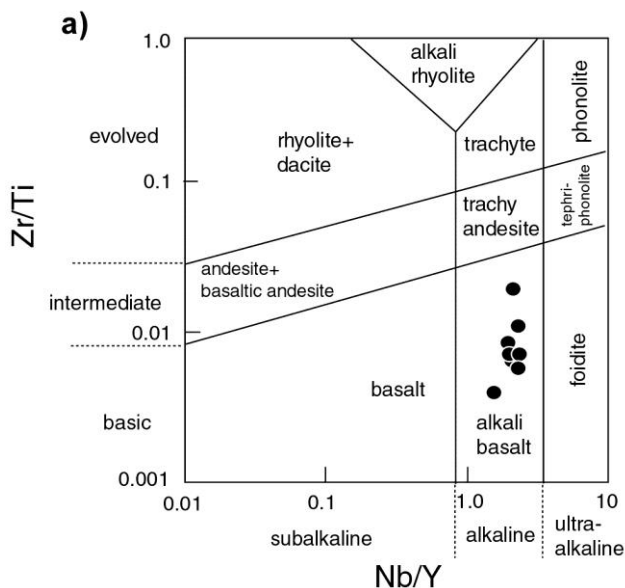 a)
1.0
alkali
rhyolite
phonolite
evolved
rhyolite+
dacite
trachyte
0.1
Zr/Ti
trachy
andesite
tephri-
phonolite
andesite+
basaltic andesite
intermediate
0.01
basalt
foidite
basic
alkali
basalt
0.001
0.01
0.1
1.0
10
subalkaline
alkaline
ultra-
alkaline
Nb/Y